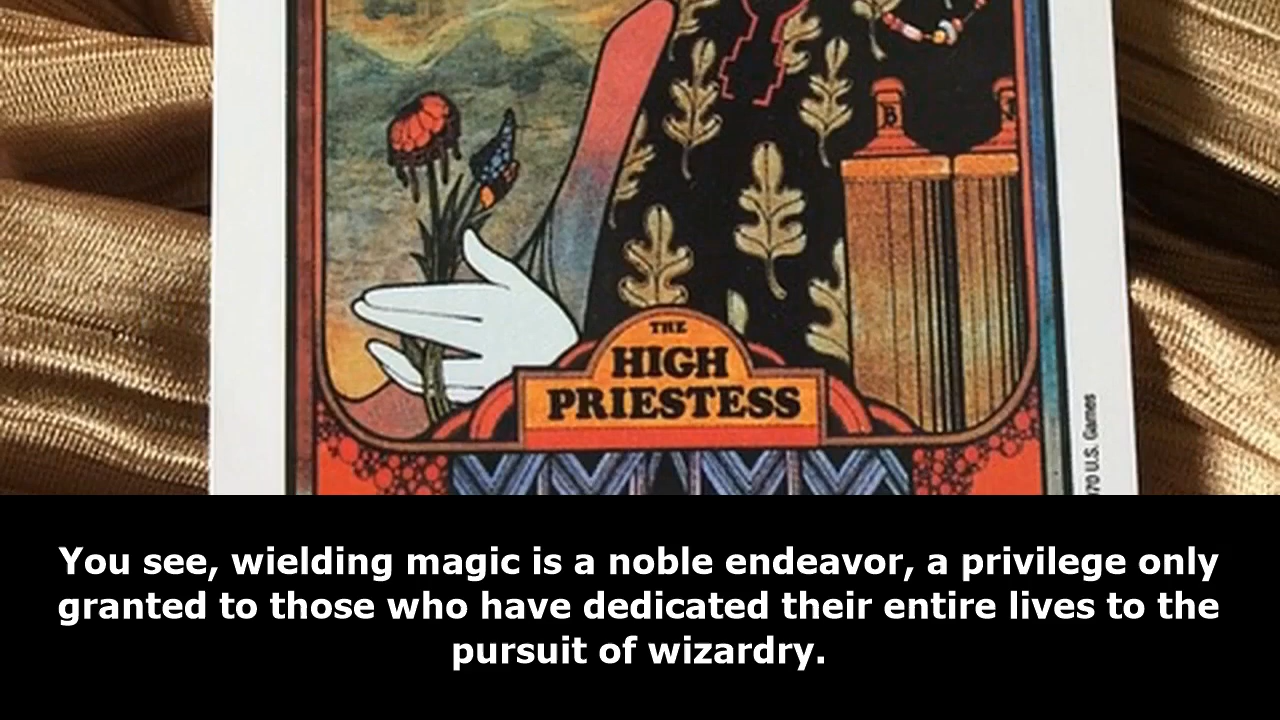 THE
HIGH
PRIESTESS
70 U.S. Games
B
You see, wielding magic is a noble endeavor, a privilege only
granted to those who have dedicated their entire lives to the
pursuit of wizardry.